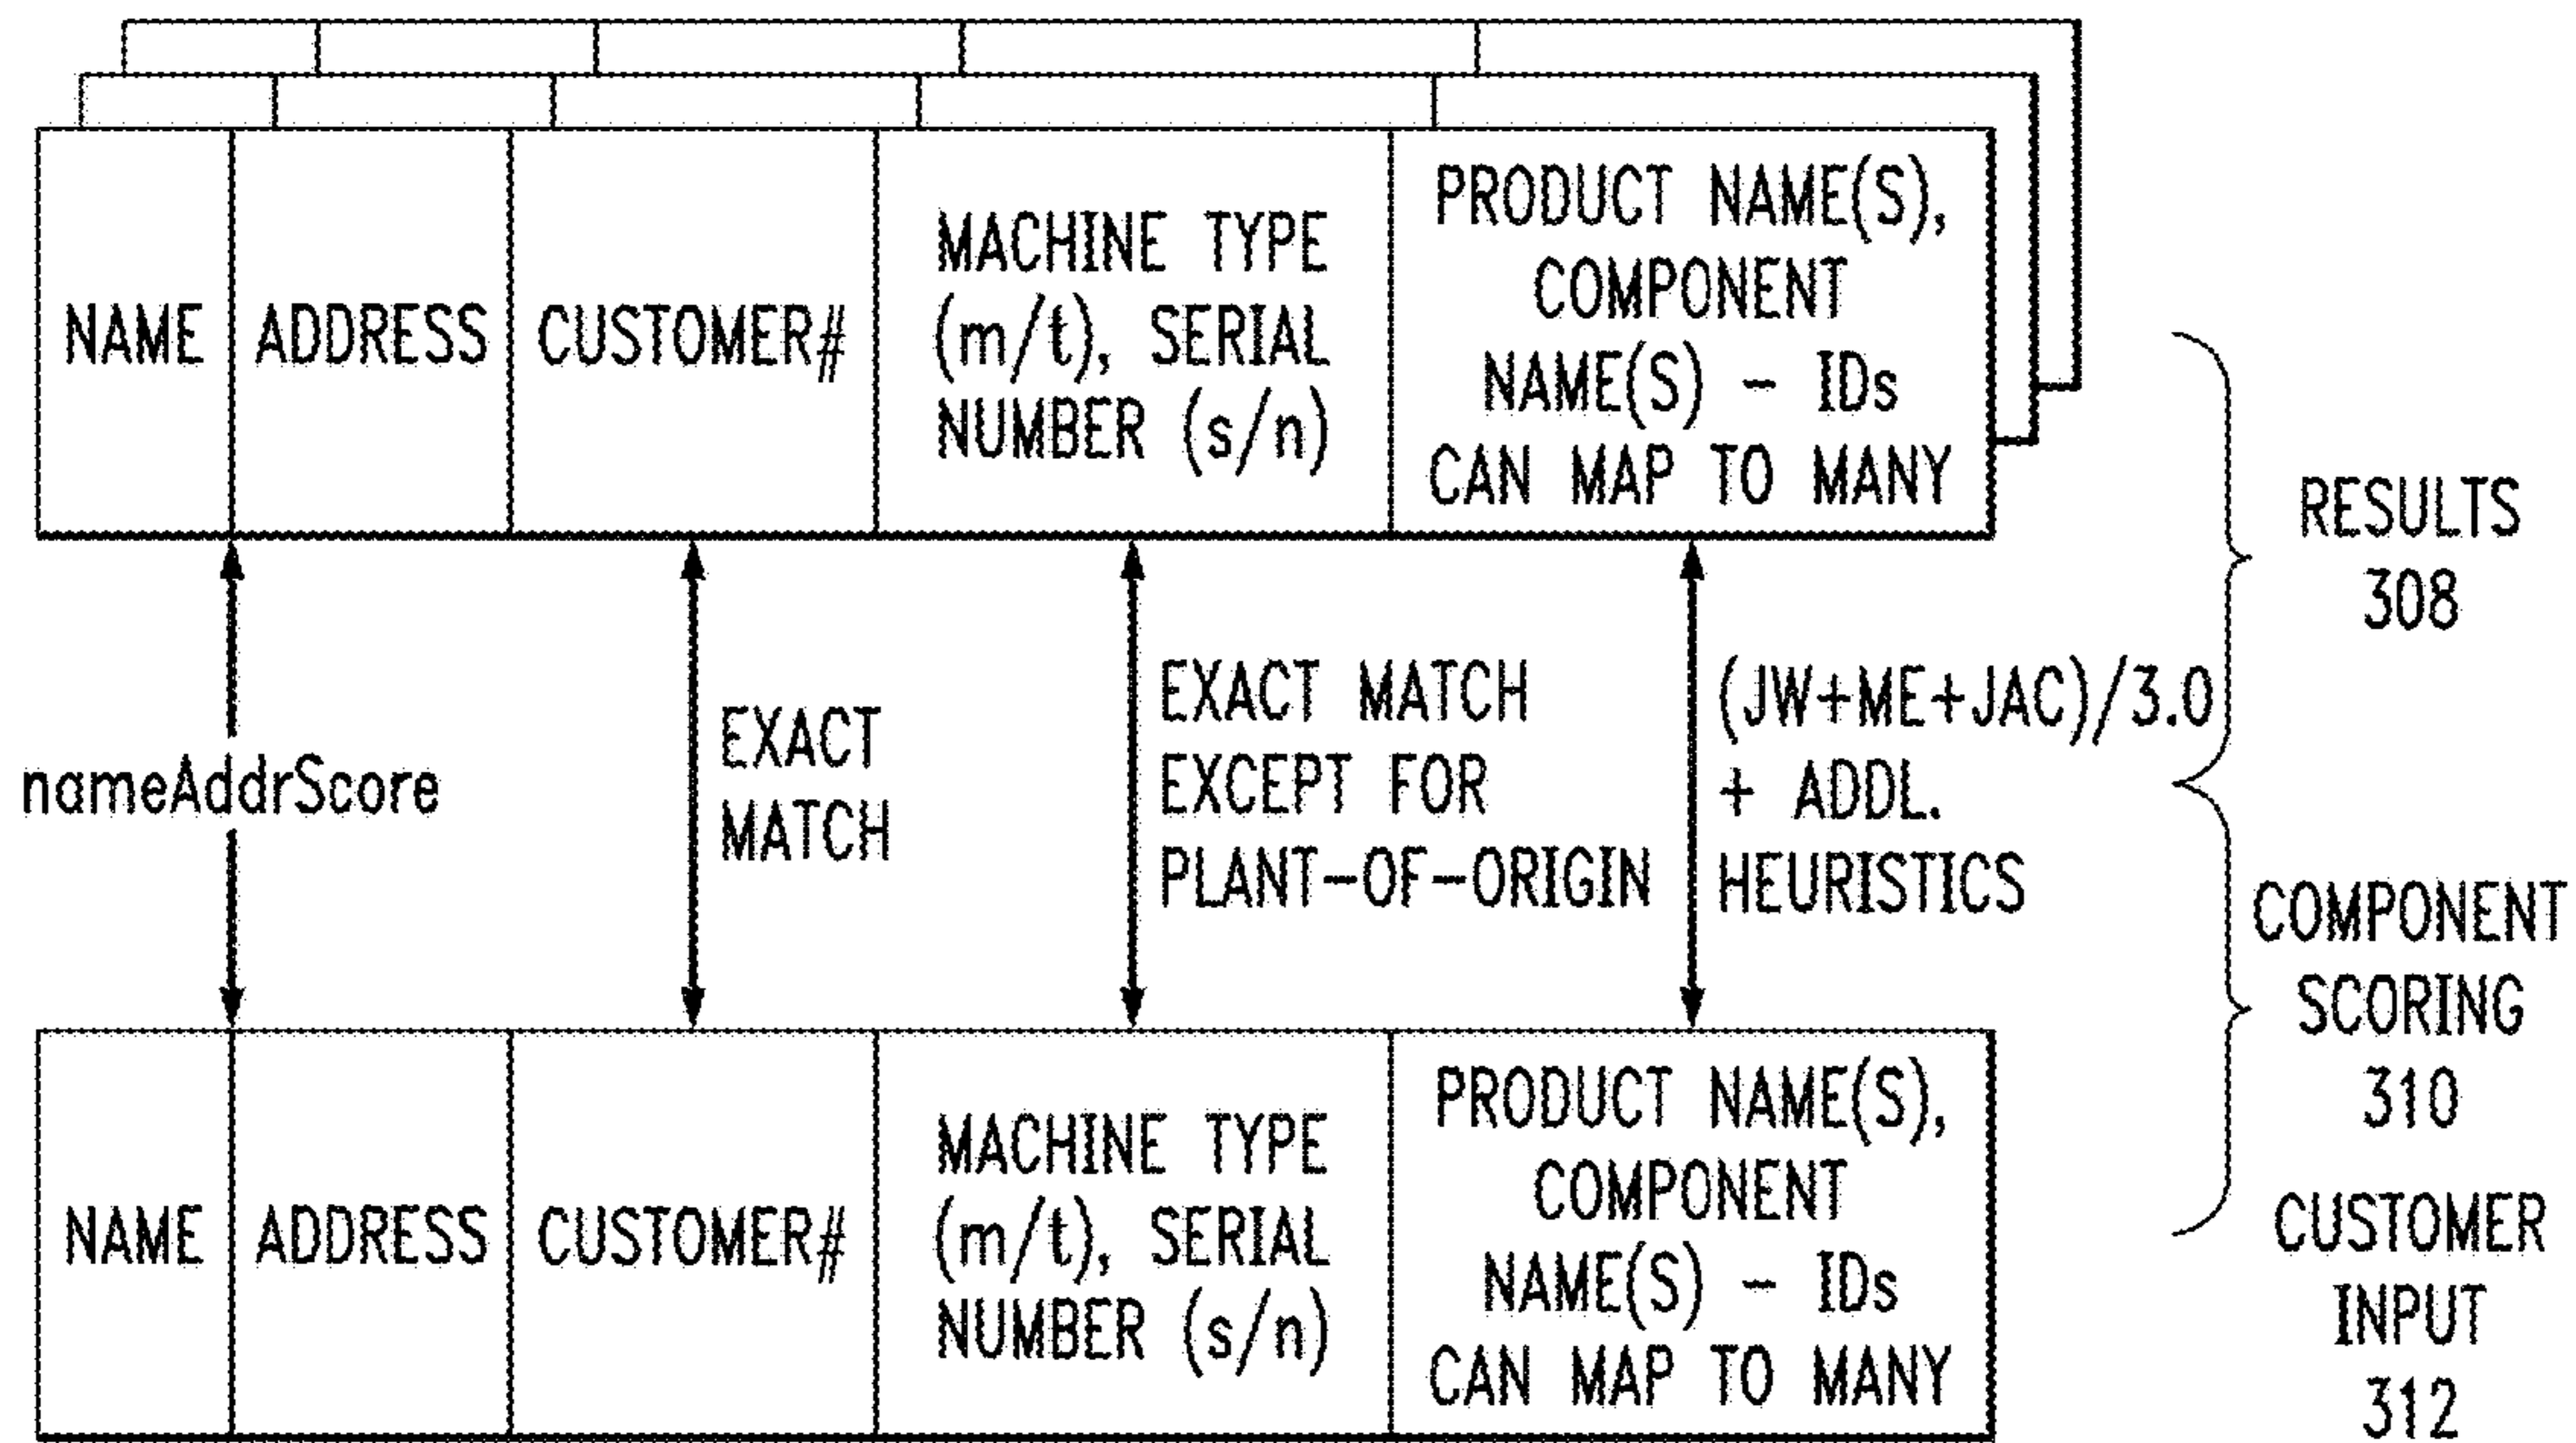 NAME
ADDRESS
CUSTOMER#
MACHINE TYPE
(m/t), SERIAL
NUMBER (s/n)
PRODUCT NAME(S),
COMPONENT
NAME(S) - IDs
CAN MAP TO MANY
RESULTS
308
nameAddrScore
EXACT
MATCH
EXACT MATCH
EXCEPT FOR
PLANT-OF-ORIGIN
(JW+ME+JAC)/3.0
+ ADDL.
HEURISTICS
COMPONENT
SCORING
310
NAME
ADDRESS
CUSTOMER#
MACHINE TYPE
(m/t), SERIAL
NUMBER (s/n)
PRODUCT NAME(S),
COMPONENT
NAME(S) - IDs
CAN MAP TO MANY
CUSTOMER
INPUT
312